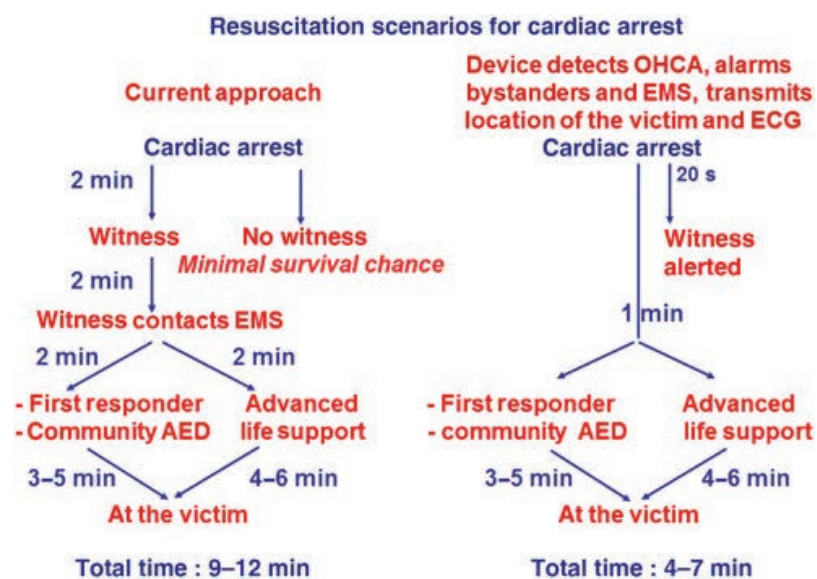 Resuscitation scenarios for cardiac arrest
Current approach
Cardiac arrest
2 min
Witness
No witness
Minimal survival chance
2 min
Witness contacts EMS
2 min
2 min
- First responder
- Community AED
Advanced
life support
3–5 min
4–6 min
At the victim
Total time : 9–12 min
Device detects OHCA, alarms
bystanders and EMS, transmits
location of the victim and ECG
Cardiac arrest
20 s
Witness
alerted
1 min
- First responder
- community AED
Advanced
life support
3–5 min
4–6 min
At the victim
Total time : 4–7 min